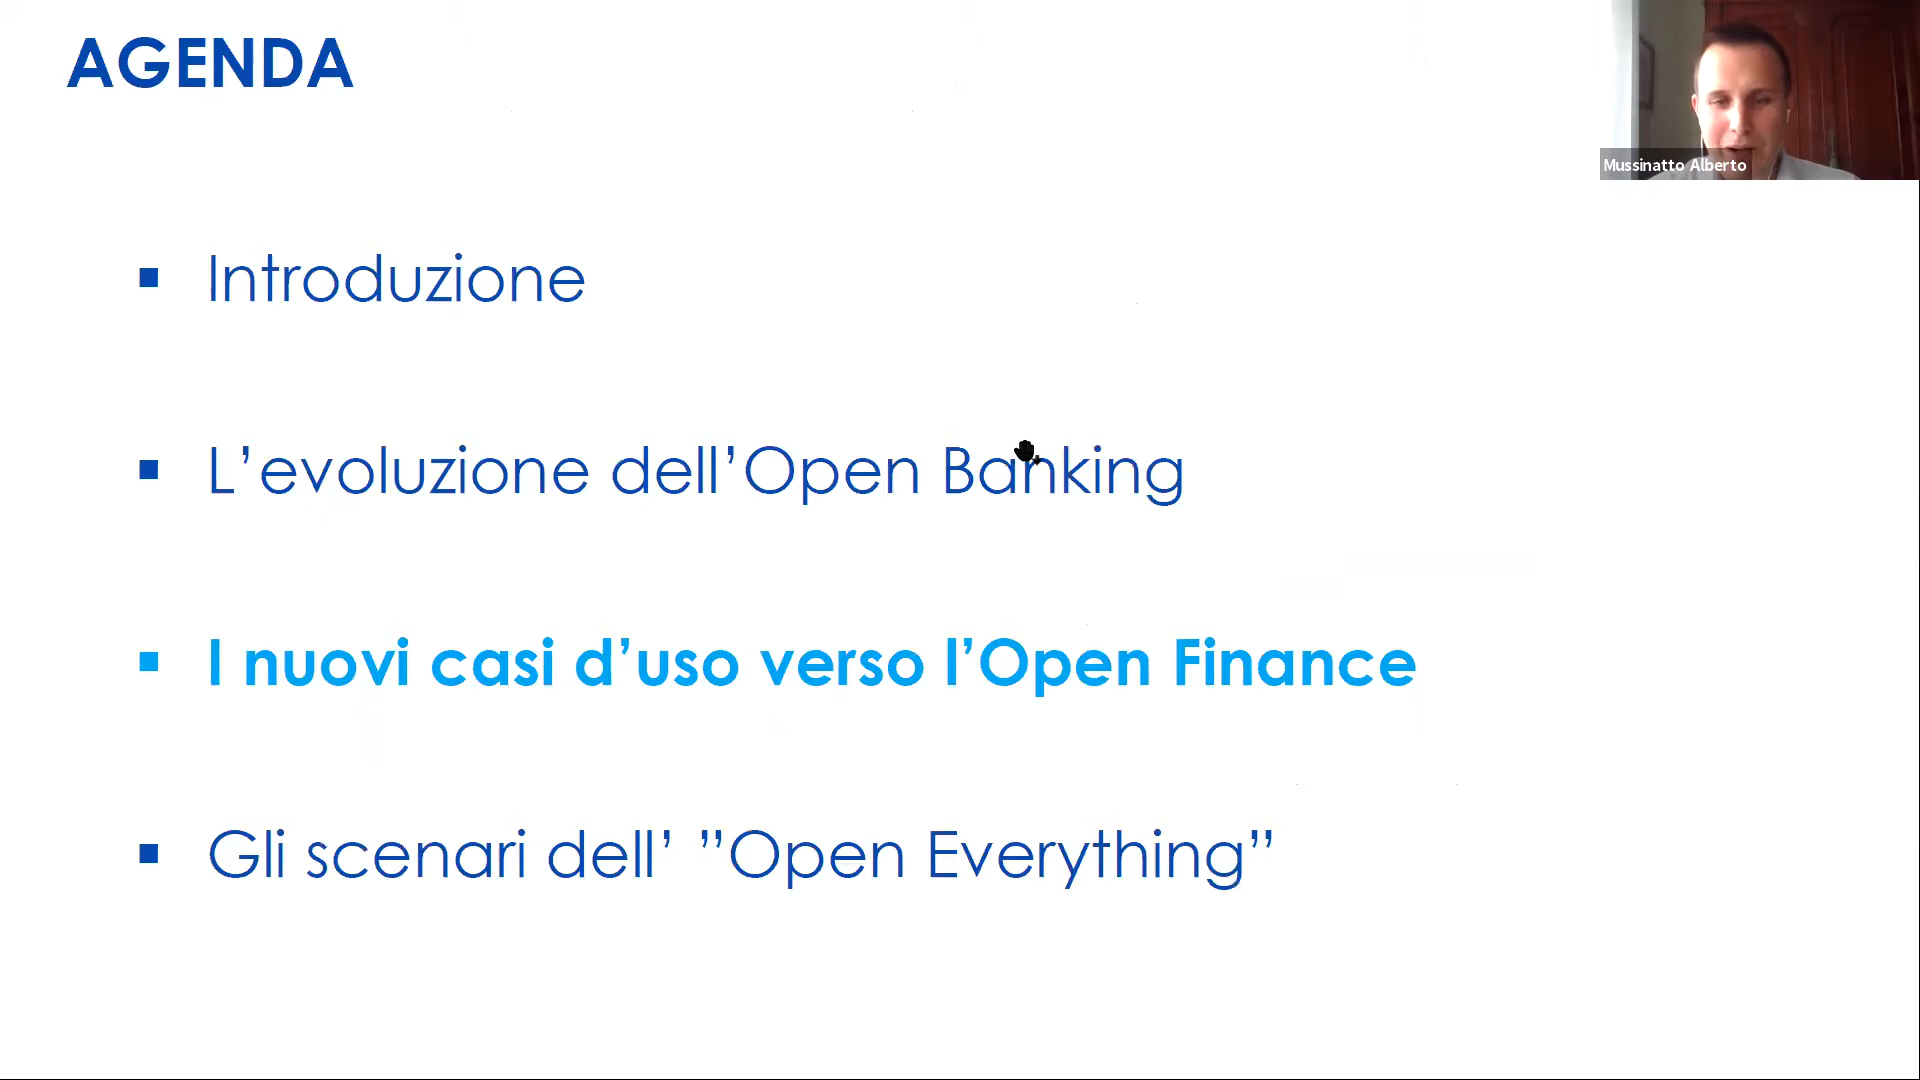 AGENDA
Mussinatto Alberto
▪ Introduzione
▪ L’evoluzione dell’Open Banking
▪ I nuovi casi d’uso verso l’Open Finance
▪ Gli scenari dell’ ”Open Everything”